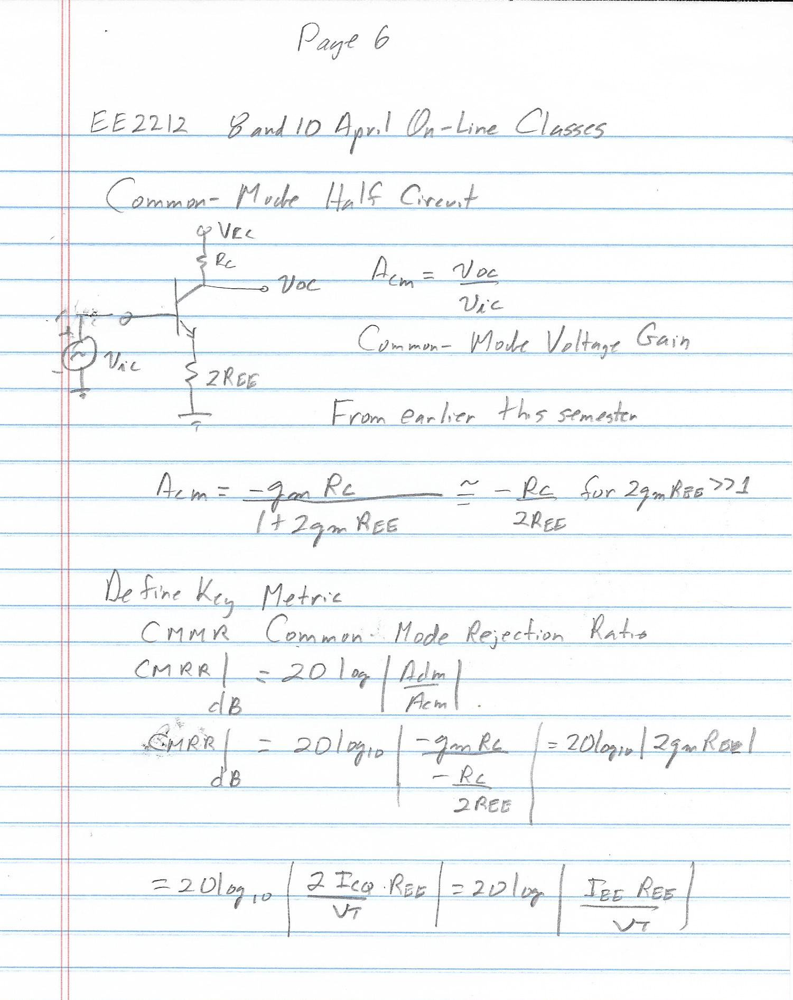 Page 6
EE2212 8 and 10 April On-Line Classes
Common-Mode Half Circuit
VCC
RC
vOC
Acm = vOC / vic
+
vic
-
Common-Mode Voltage Gain
2REE
From earlier this semester
Acm = -gm RC / 1 + 2gm REE ≅ - RC / 2REE for 2gm REE >>1
Define Key Metric
CMMR Common-Mode Rejection Ratio
CMRR|dB = 20 log |Adm / Acm|
CMRR|dB = 20 log10 | -gm RC / - RC / 2REE | = 20log10 |2gm REE|
= 20log10 | 2 ICQ · REE / VT | = 20 log | IEE REE / VT |